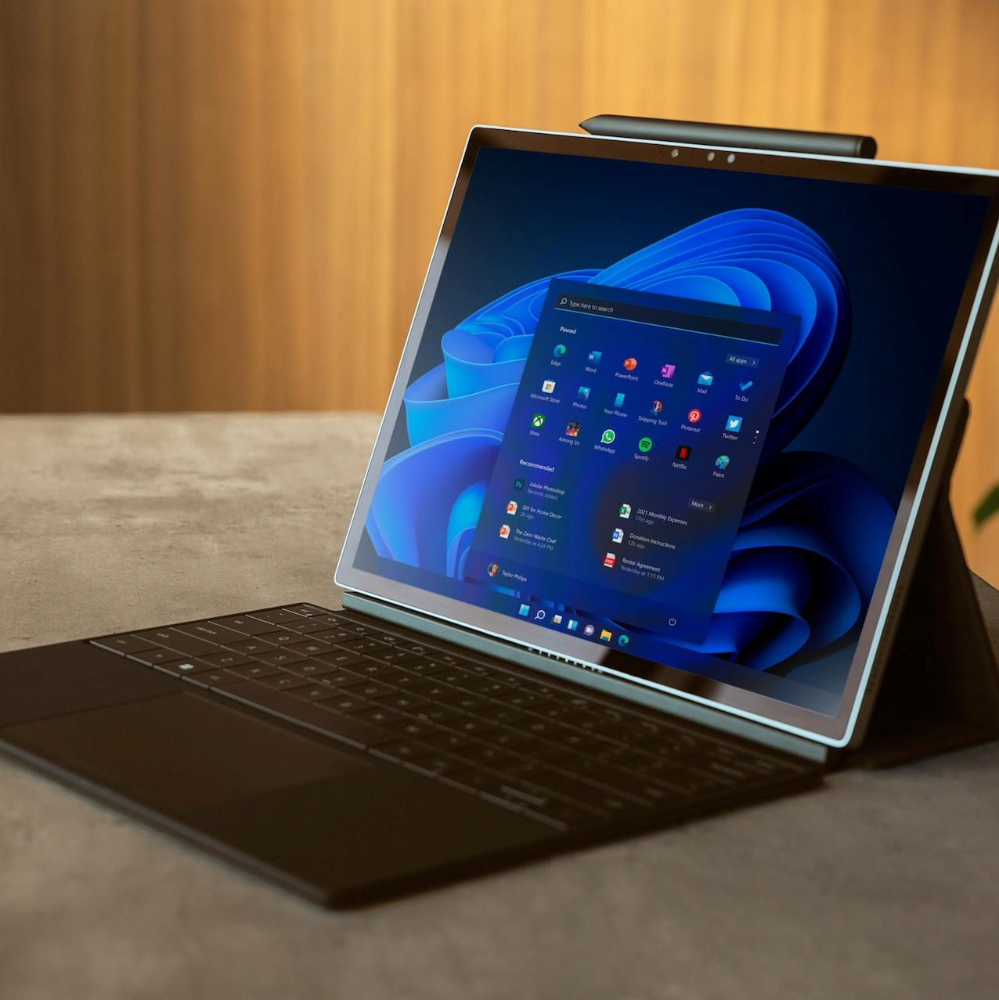 Type here to search
Pinned
All apps >
Edge
Word
PowerPoint
OneNote
Mail
To Do
Microsoft Store
Photos
Your Phone
Snipping Tool
Pinterest
Twitter
Xbox
Among Us
WhatsApp
Spotify
Netflix
Paint
Recommended
More >
Adobe Photoshop
Recently added
2021 Monthly Expenses
17m ago
DIY for Home Decor
2h ago
Donation Instructions
12h ago
The Zero-Waste Chef
Yesterday at 4:24 PM
Rental Agreement
Yesterday at 1:15 PM
Taylor Philips